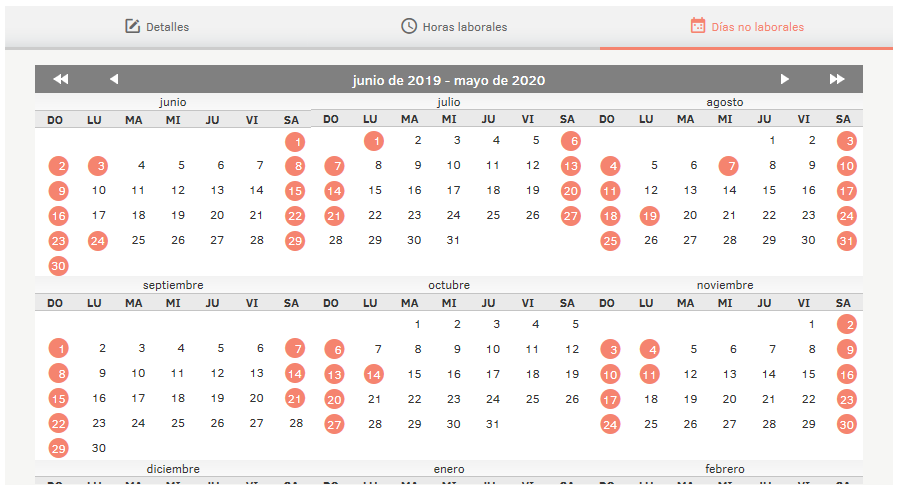 Detalles Horas laborales Días no laborales
junio de 2019 - mayo de 2020
junio julio agosto
DO LU MA MI JU VI SA DO LU MA MI JU VI SA DO LU MA MI JU VI SA
1 1 2 3 4 5 6 1 2 3
2 3 4 5 6 7 8 7 8 9 10 11 12 13 4 5 6 7 8 9 10
9 10 11 12 13 14 15 14 15 16 17 18 19 20 11 12 13 14 15 16 17
16 17 18 19 20 21 22 21 22 23 24 25 26 27 18 19 20 21 22 23 24
23 24 25 26 27 28 29 28 29 30 31 25 26 27 28 29 30 31
30
septiembre octubre noviembre
DO LU MA MI JU VI SA DO LU MA MI JU VI SA DO LU MA MI JU VI SA
1 2 3 4 5 1 2
1 2 3 4 5 6 7 6 7 8 9 10 11 12 3 4 5 6 7 8 9
8 9 10 11 12 13 14 13 14 15 16 17 18 19 10 11 12 13 14 15 16
15 16 17 18 19 20 21 20 21 22 23 24 25 26 17 18 19 20 21 22 23
22 23 24 25 26 27 28 27 28 29 30 31 24 25 26 27 28 29 30
29 30
diciembre enero febrero